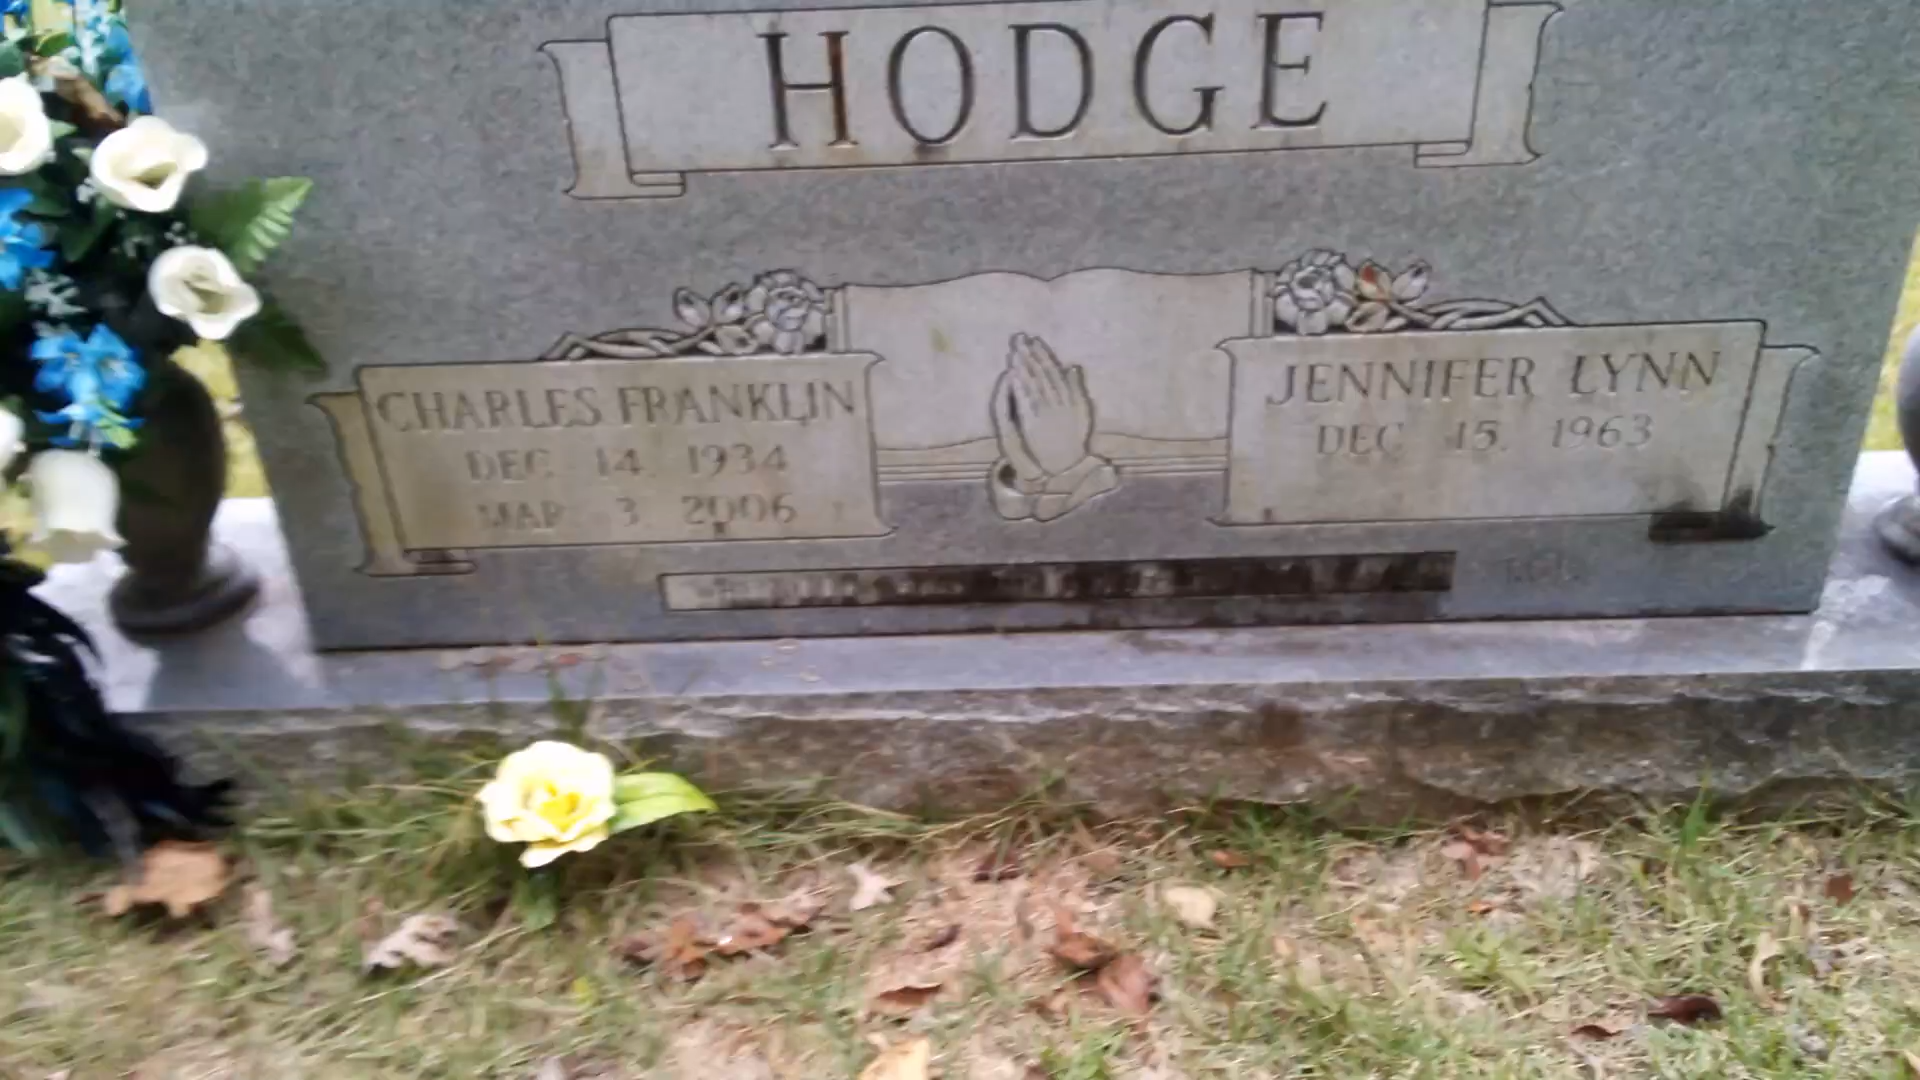 HODGE
CHARLES FRANKLIN
DEC 14 1934
MAR 3 2006
JENNIFER LYNN
DEC 15. 1963